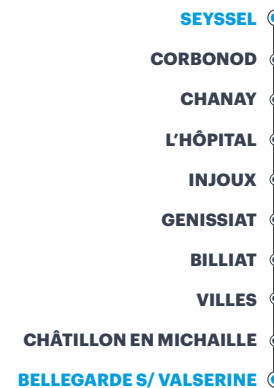 SEYSSEL
CORBONOD
CHANAY
L'HÔPITAL
INJOUX
GENISSIAT
BILLIAT
VILLES
CHÂTILLON EN MICHAILLE
BELLEGARDE S/ VALSERINE